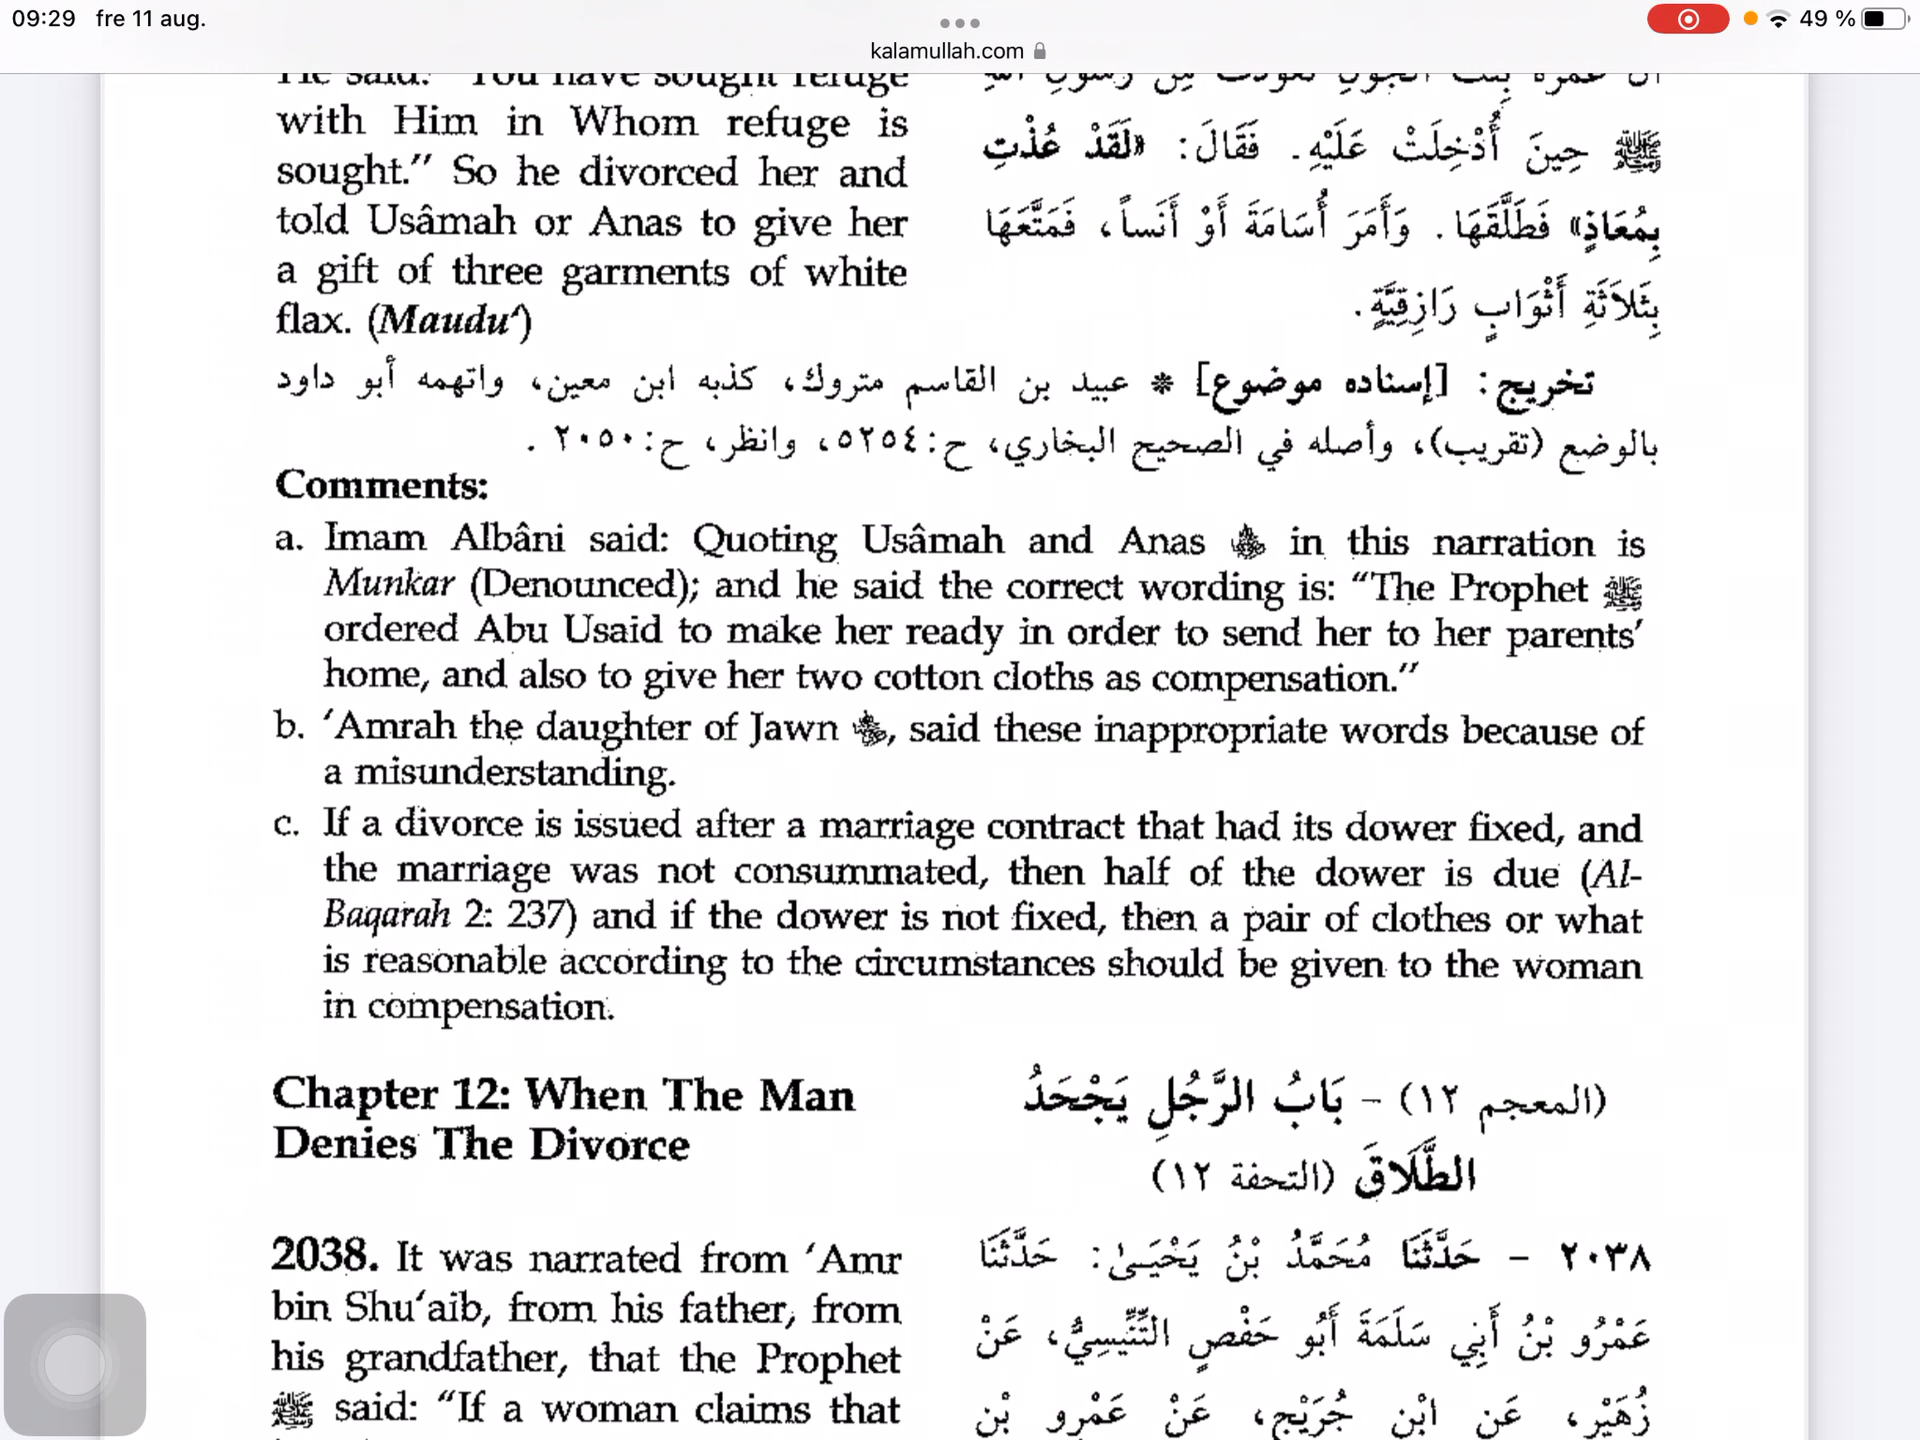 09:29 fre 11 aug.
49 %
kalamullah.com
He said: "You have sought refuge
with Him in Whom refuge is
sought." So he divorced her and
told Usâmah or Anas to give her
a gift of three garments of white
flax. (Maudu')
ﷺ حِينَ أُدْخِلَتْ عَلَيْهِ. فَقَالَ: «لَقَدْ عُذْتِ
بِمُعَاذٍ» فَطَلَّقَهَا. وَأَمَرَ أُسَامَةَ أَوْ أَنَساً، فَمَتَّعَهَا
بِثَلاَثَةِ أَثْوَابٍ رَازِقِيَّةٍ.
تخريج: [إسناده موضوع] * عبيد بن القاسم متروك، كذبه ابن معين، واتهمه أبو داود
بالوضع (تقريب)، وأصله في الصحيح البخاري، ح:٥٢٥٤، وانظر، ح:٢٠٥٠.
Comments:
a. Imam Albâni said: Quoting Usâmah and Anas in this narration is
Munkar (Denounced); and he said the correct wording is: "The Prophet ﷺ
ordered Abu Usaid to make her ready in order to send her to her parents'
home, and also to give her two cotton cloths as compensation."
b. 'Amrah the daughter of Jawn , said these inappropriate words because of
a misunderstanding.
c. If a divorce is issued after a marriage contract that had its dower fixed, and
the marriage was not consummated, then half of the dower is due (Al-
Baqarah 2: 237) and if the dower is not fixed, then a pair of clothes or what
is reasonable according to the circumstances should be given to the woman
in compensation.
Chapter 12: When The Man
Denies The Divorce
(المعجم ١٢) - بَابُ الرَّجُلِ يَجْحَدُ
الطَّلَاقَ (التحفة ١٢)
2038. It was narrated from 'Amr
bin Shu'aib, from his father, from
his grandfather, that the Prophet
ﷺ said: "If a woman claims that
٢٠٣٨ - حَدَّثَنَا مُحَمَّدُ بْنُ يَحْيَىٰ: حَدَّثَنَا
عَمْرُو بْنُ أَبِي سَلَمَةَ أَبُو حَفْصٍ التِّنِّيسِيُّ، عَنْ
زُهَيْرٍ، عَنِ ابْنِ جُرَيْجٍ، عَنْ عَمْرِو بْنِ